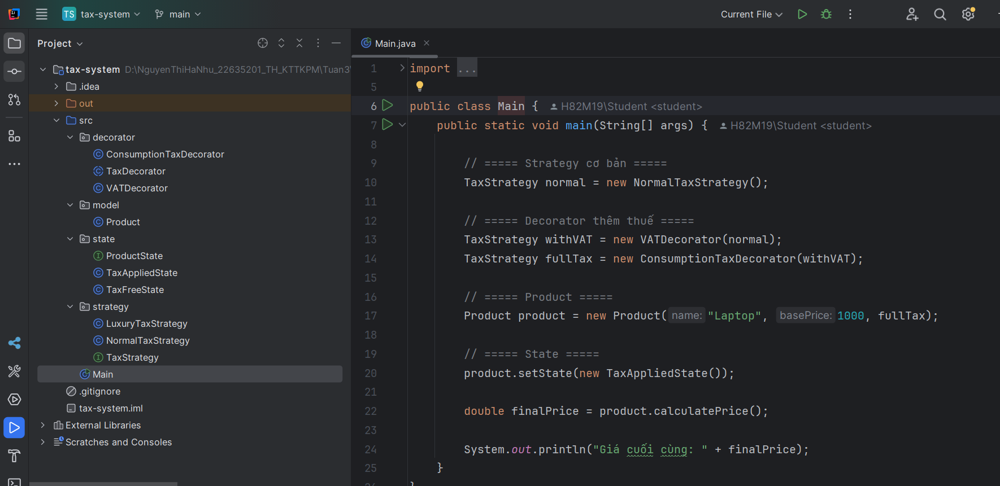 TS tax-system main Current File
Project
tax-system D:\NguyenThiHaNhu_22635201_TH_KTTKPM\Tuan3\
.idea
out
src
decorator
ConsumptionTaxDecorator
TaxDecorator
VATDecorator
model
Product
state
ProductState
TaxAppliedState
TaxFreeState
strategy
LuxuryTaxStrategy
NormalTaxStrategy
TaxStrategy
Main
.gitignore
tax-system.iml
External Libraries
Scratches and Consoles
Main.java
1 import ...
5
6 public class Main { H82M19\Student <student>
7 public static void main(String[] args) { H82M19\Student <student>
8
9 // ===== Strategy cơ bản =====
10 TaxStrategy normal = new NormalTaxStrategy();
11
12 // ===== Decorator thêm thuế =====
13 TaxStrategy withVAT = new VATDecorator(normal);
14 TaxStrategy fullTax = new ConsumptionTaxDecorator(withVAT);
15
16 // ===== Product =====
17 Product product = new Product( name: "Laptop", basePrice: 1000, fullTax);
18
19 // ===== State =====
20 product.setState(new TaxAppliedState());
21
22 double finalPrice = product.calculatePrice();
23
24 System.out.println("Giá cuối cùng: " + finalPrice);
25 }